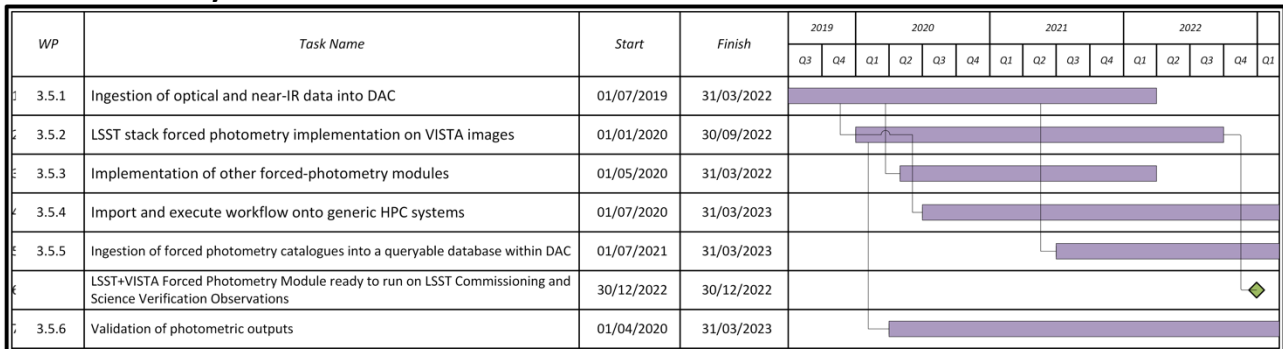 WP Task Name Start Finish 2019 2020 2021 2022
Q3 Q4 Q1 Q2 Q3 Q4 Q1 Q2 Q3 Q4 Q1 Q2 Q3 Q4 Q1
1 3.5.1 Ingestion of optical and near-IR data into DAC 01/07/2019 31/03/2022
2 3.5.2 LSST stack forced photometry implementation on VISTA images 01/01/2020 30/09/2022
3 3.5.3 Implementation of other forced-photometry modules 01/05/2020 31/03/2022
4 3.5.4 Import and execute workflow onto generic HPC systems 01/07/2020 31/03/2023
5 3.5.5 Ingestion of forced photometry catalogues into a queryable database within DAC 01/07/2021 31/03/2023
6 LSST+VISTA Forced Photometry Module ready to run on LSST Commissioning and
Science Verification Observations 30/12/2022 30/12/2022
7 3.5.6 Validation of photometric outputs 01/04/2020 31/03/2023